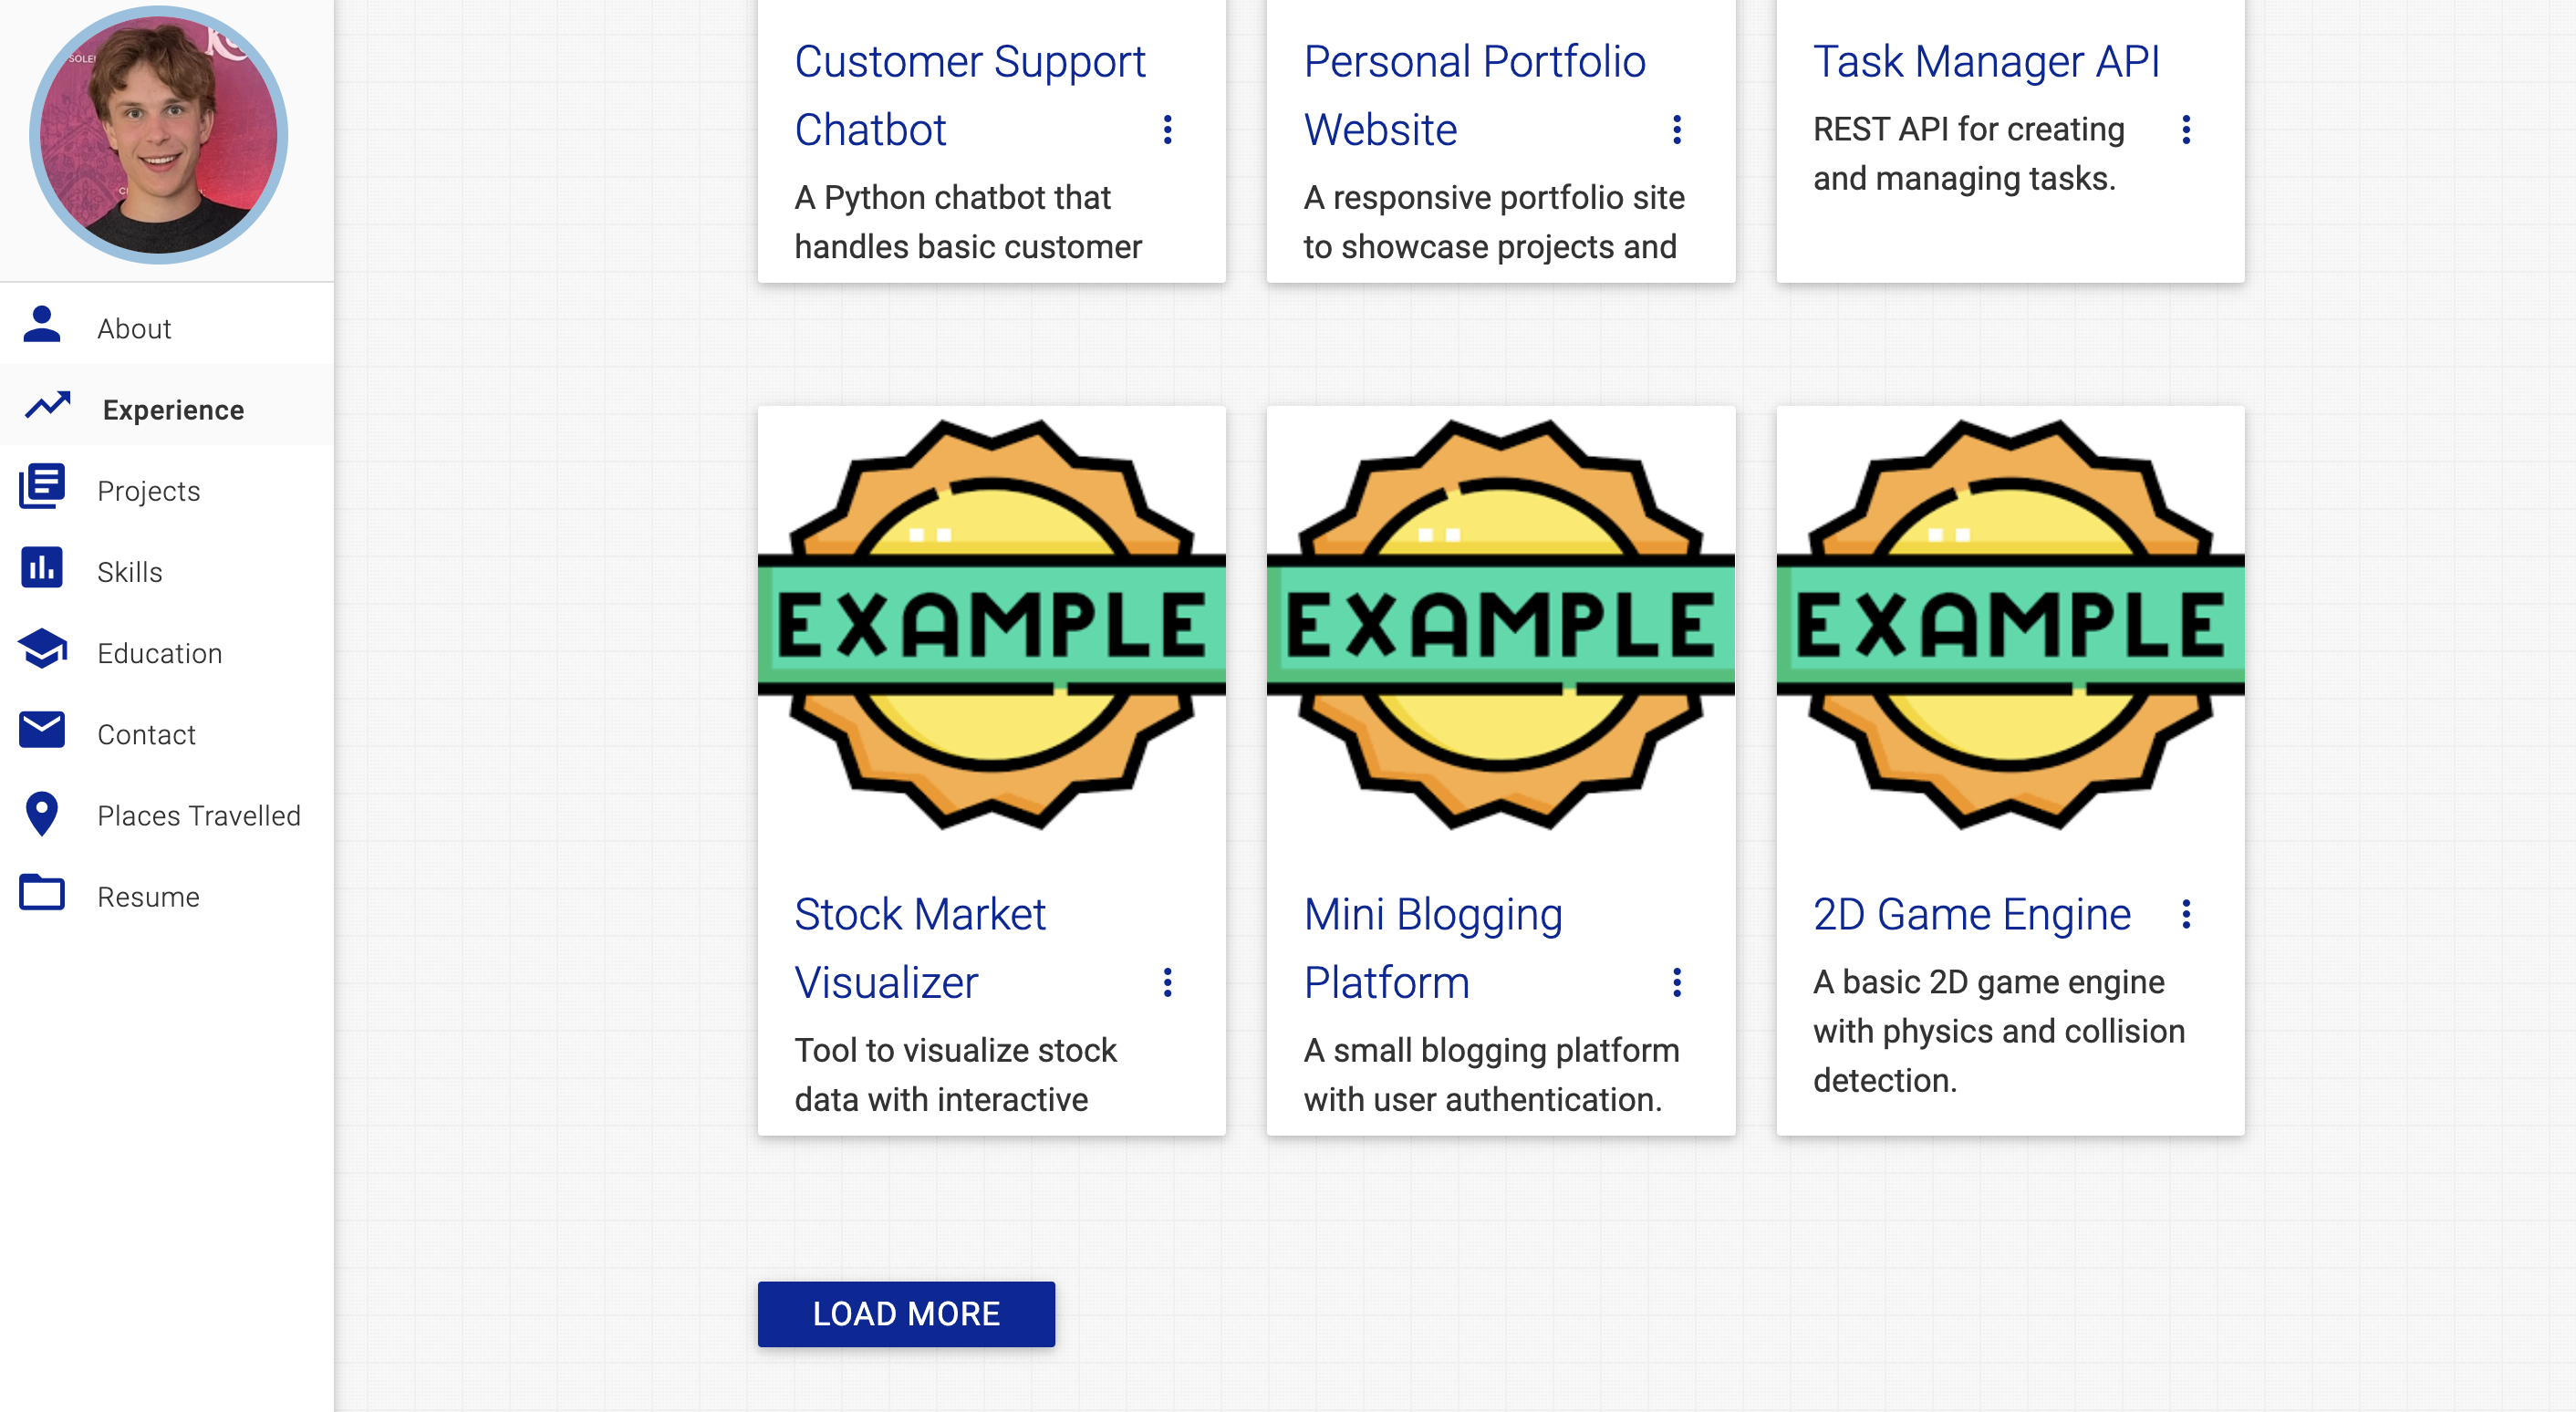 SOLE
About
Experience
Projects
Skills
Education
Contact
Places Travelled
Resume
Customer Support
Chatbot
A Python chatbot that
handles basic customer
Personal Portfolio
Website
A responsive portfolio site
to showcase projects and
Task Manager API
REST API for creating
and managing tasks.
EXAMPLE
Stock Market
Visualizer
Tool to visualize stock
data with interactive
EXAMPLE
Mini Blogging
Platform
A small blogging platform
with user authentication.
EXAMPLE
2D Game Engine
A basic 2D game engine
with physics and collision
detection.
LOAD MORE